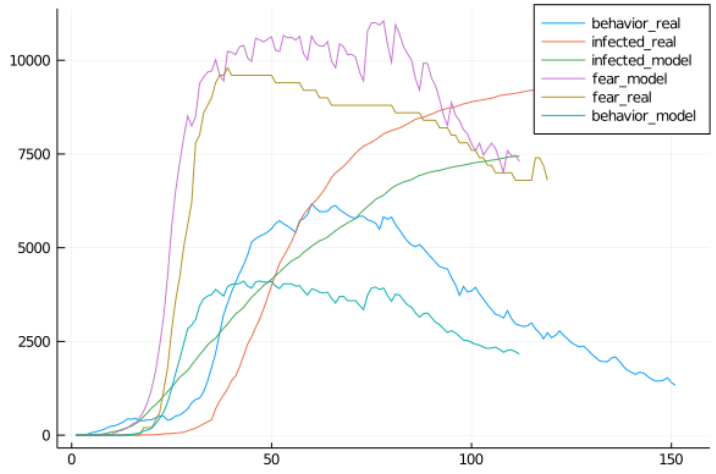 behavior_real
infected_real
infected_model
fear_model
fear_real
behavior_model
10000
7500
5000
2500
0
0 50 100 150